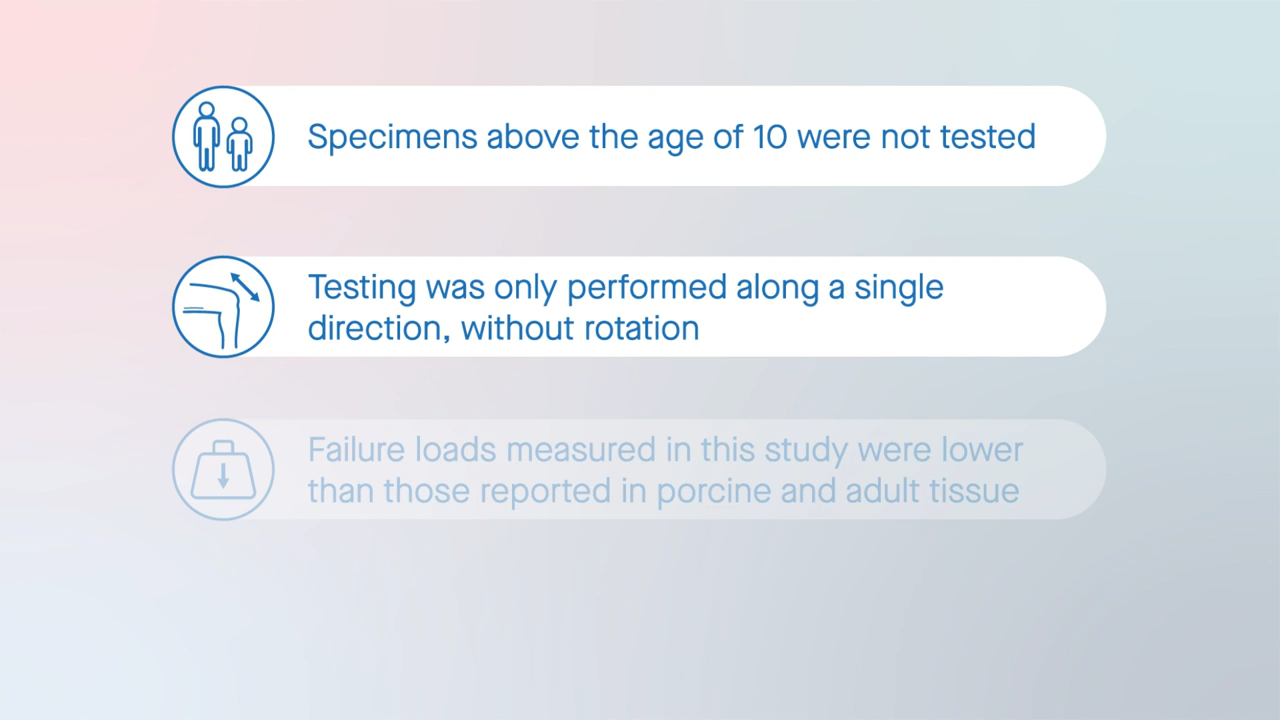 Specimens above the age of 10 were not tested
Testing was only performed along a single
direction, without rotation
Failure loads measured in this study were lower
than those reported in porcine and adult tissue